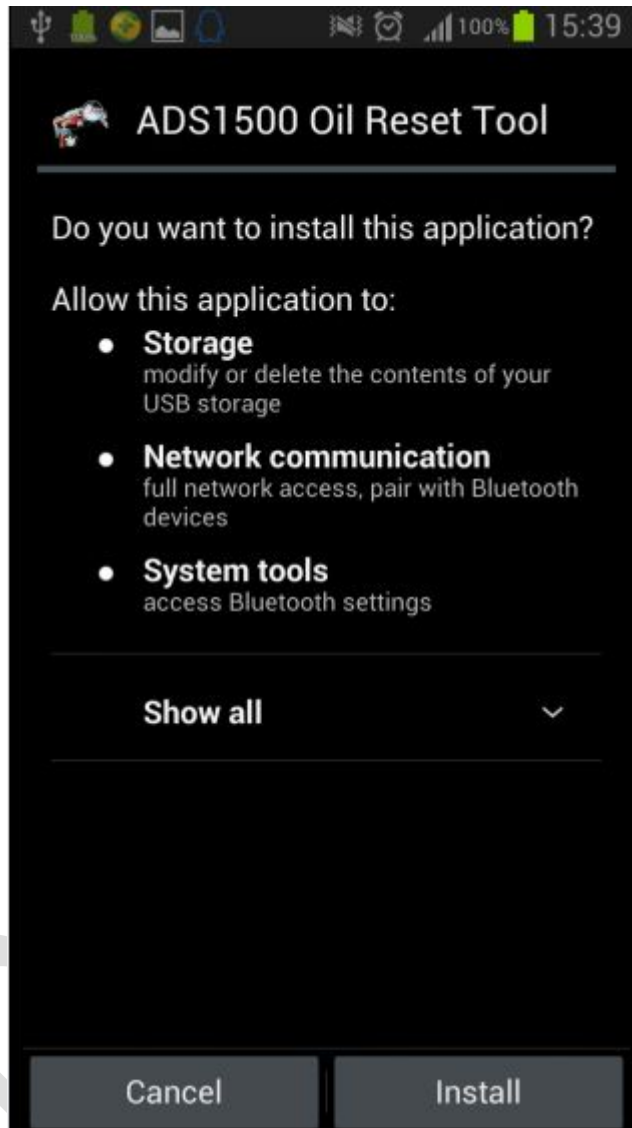 100% 15:39
ADS1500 Oil Reset Tool
Do you want to install this application?
Allow this application to:
Storage
modify or delete the contents of your
USB storage
Network communication
full network access, pair with Bluetooth
devices
System tools
access Bluetooth settings
Show all
Cancel Install